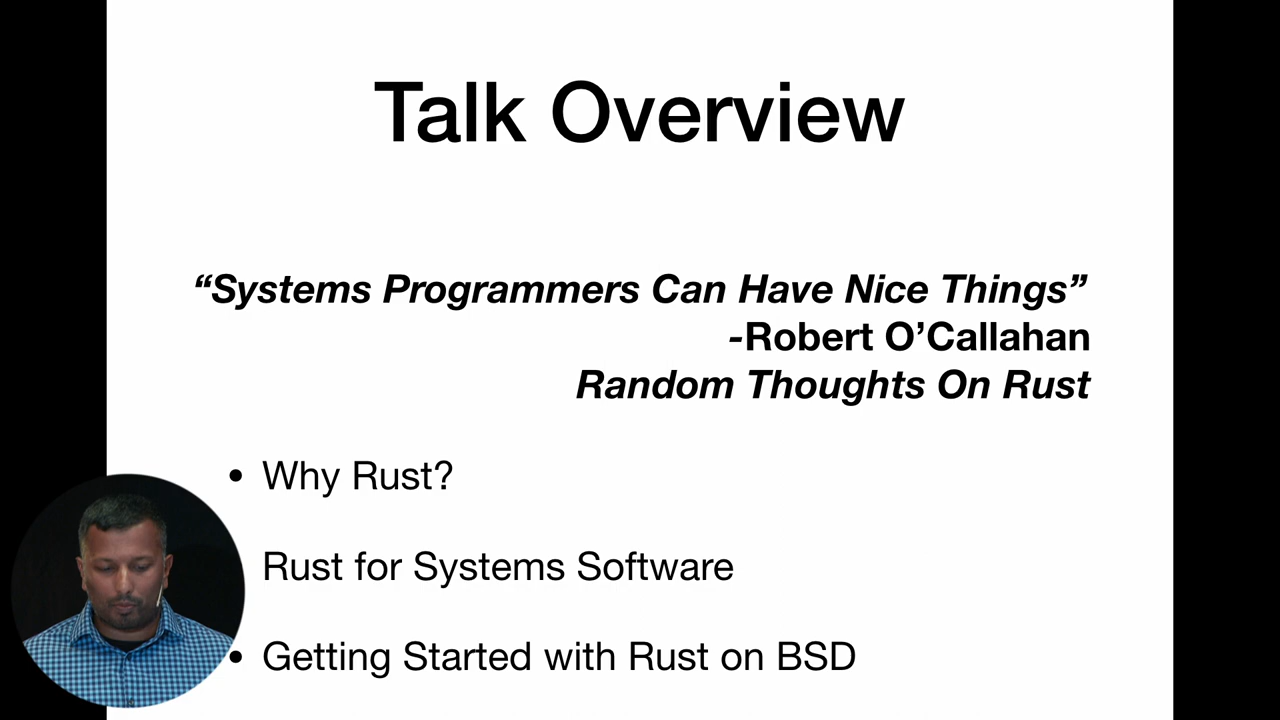 Talk Overview
“Systems Programmers Can Have Nice Things”
-Robert O’Callahan
Random Thoughts On Rust
• Why Rust?
Rust for Systems Software
• Getting Started with Rust on BSD